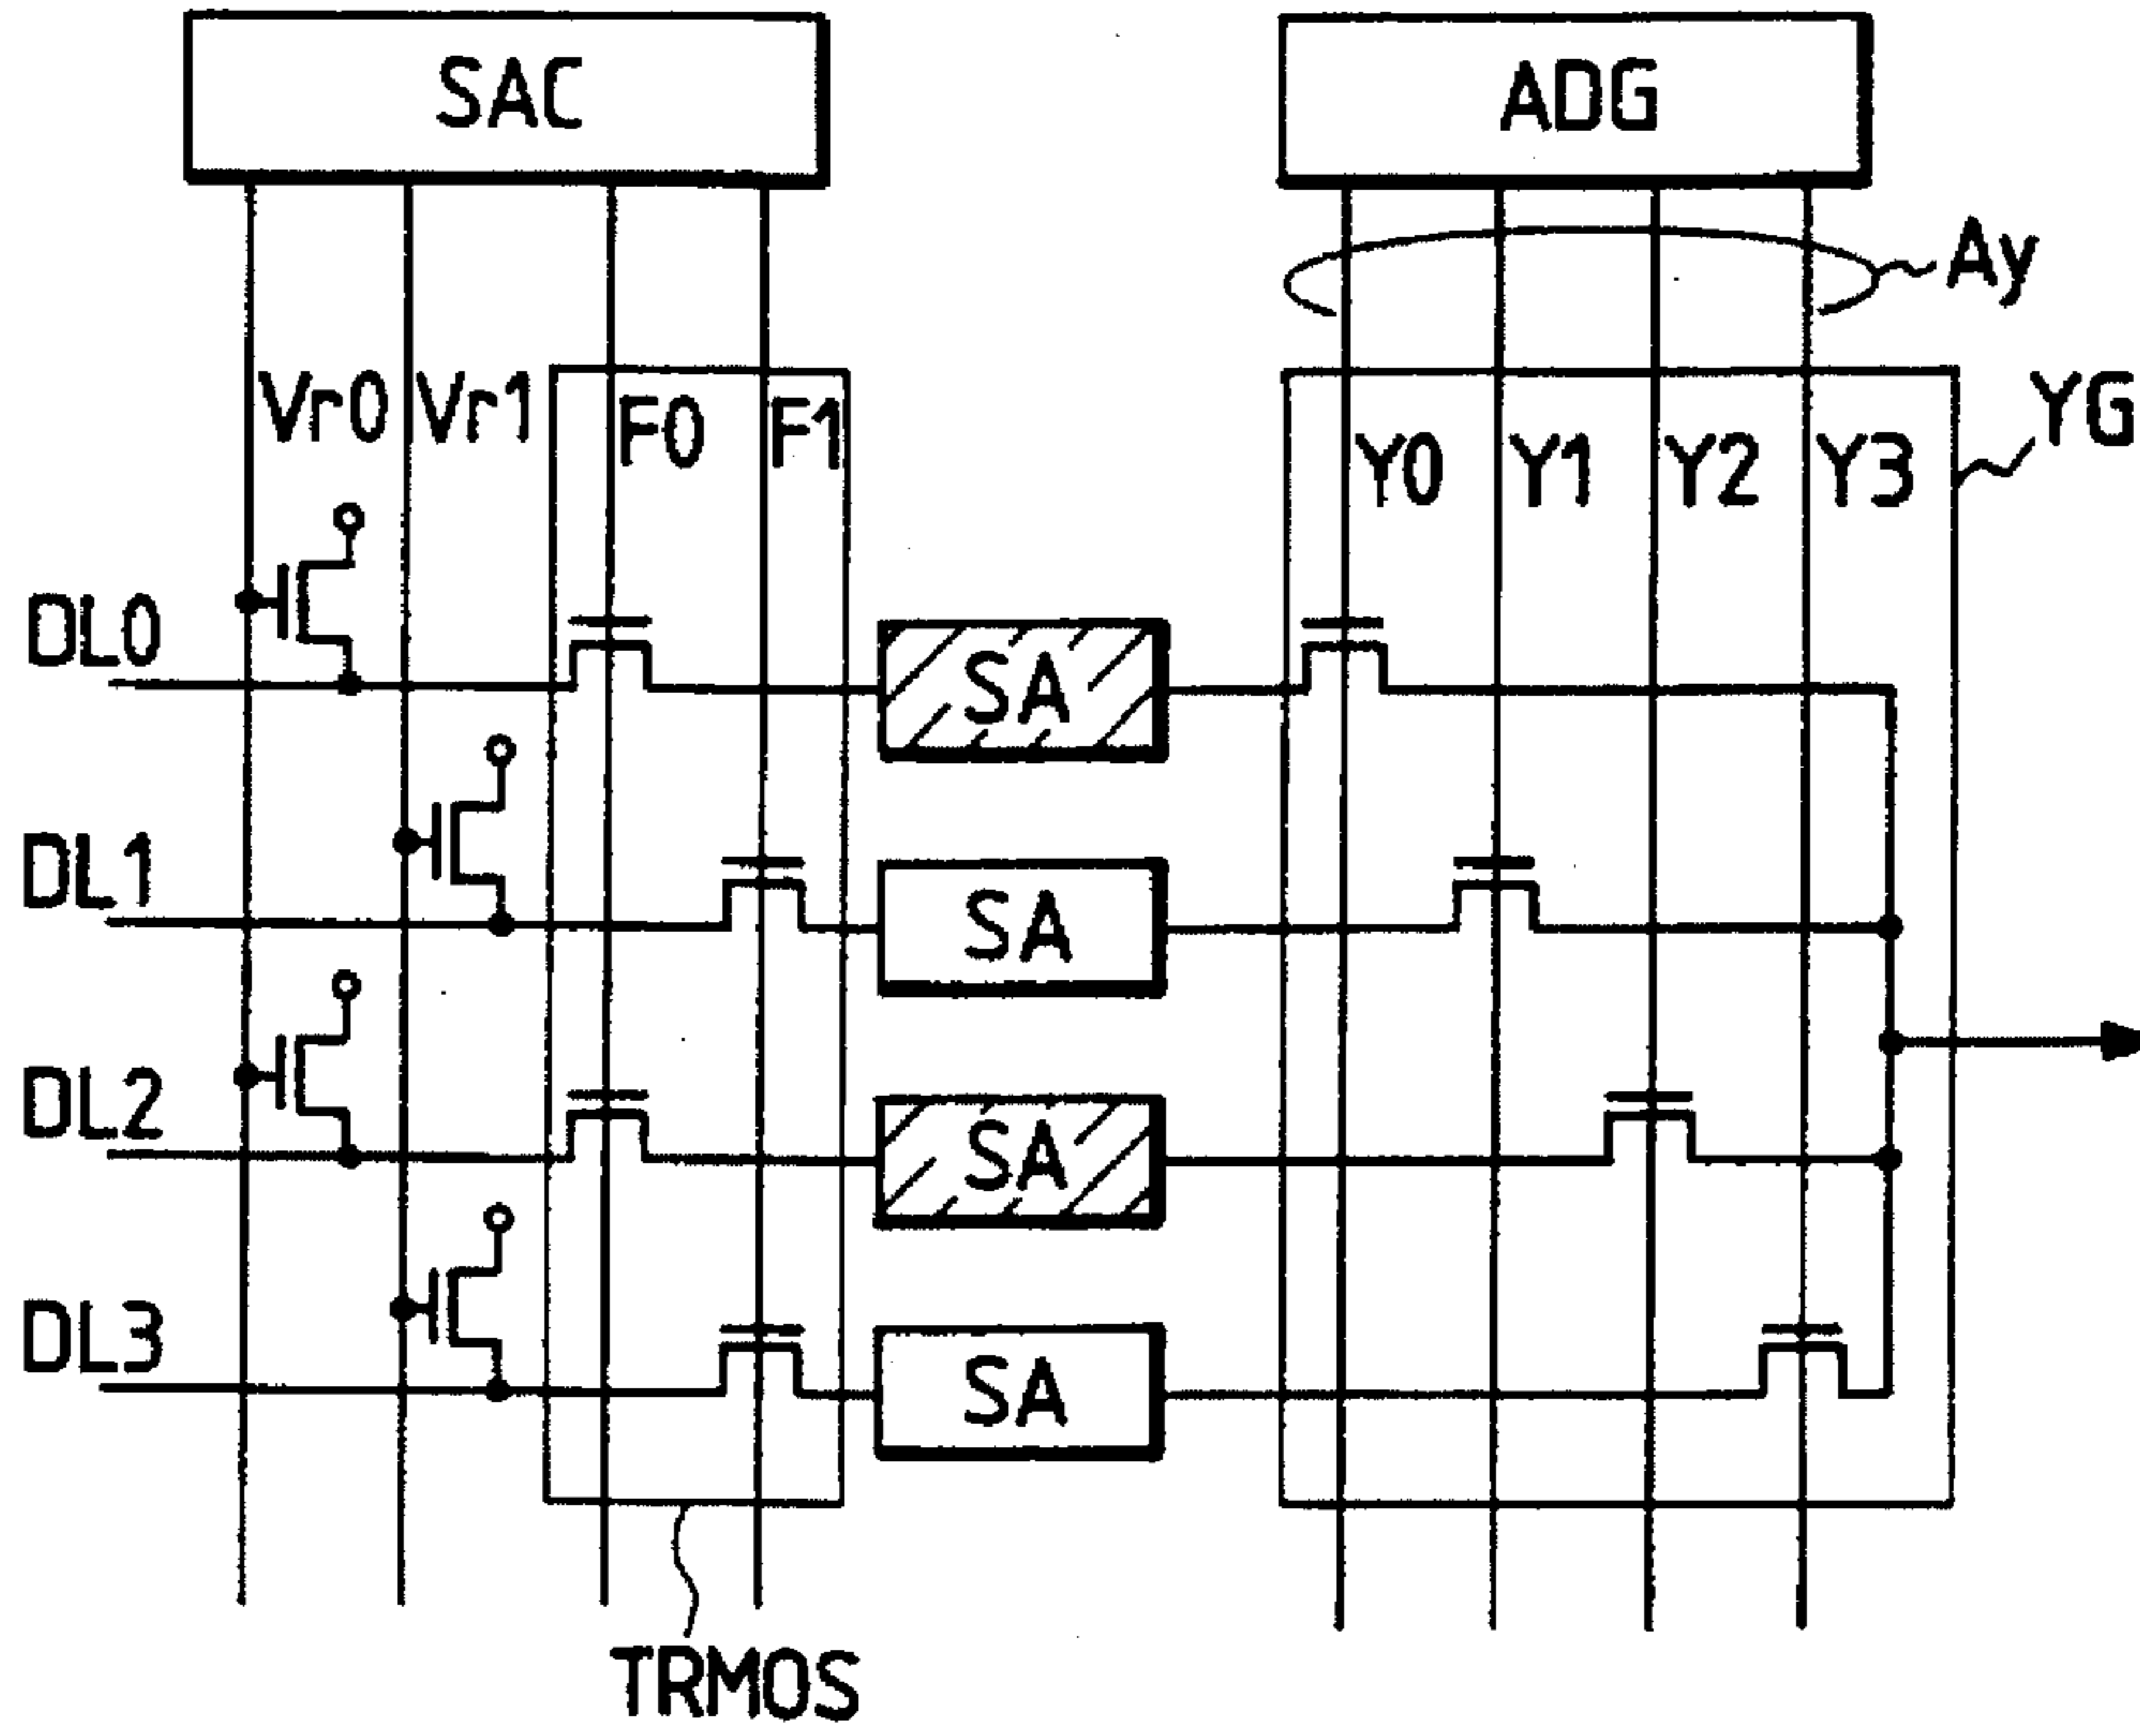 SAC
ADG
Ay
Vr0 Vr1 F0 F1
Y0 Y1 Y2 Y3
YG
DL0
SA
DL1
SA
DL2
SA
DL3
SA
TRMOS